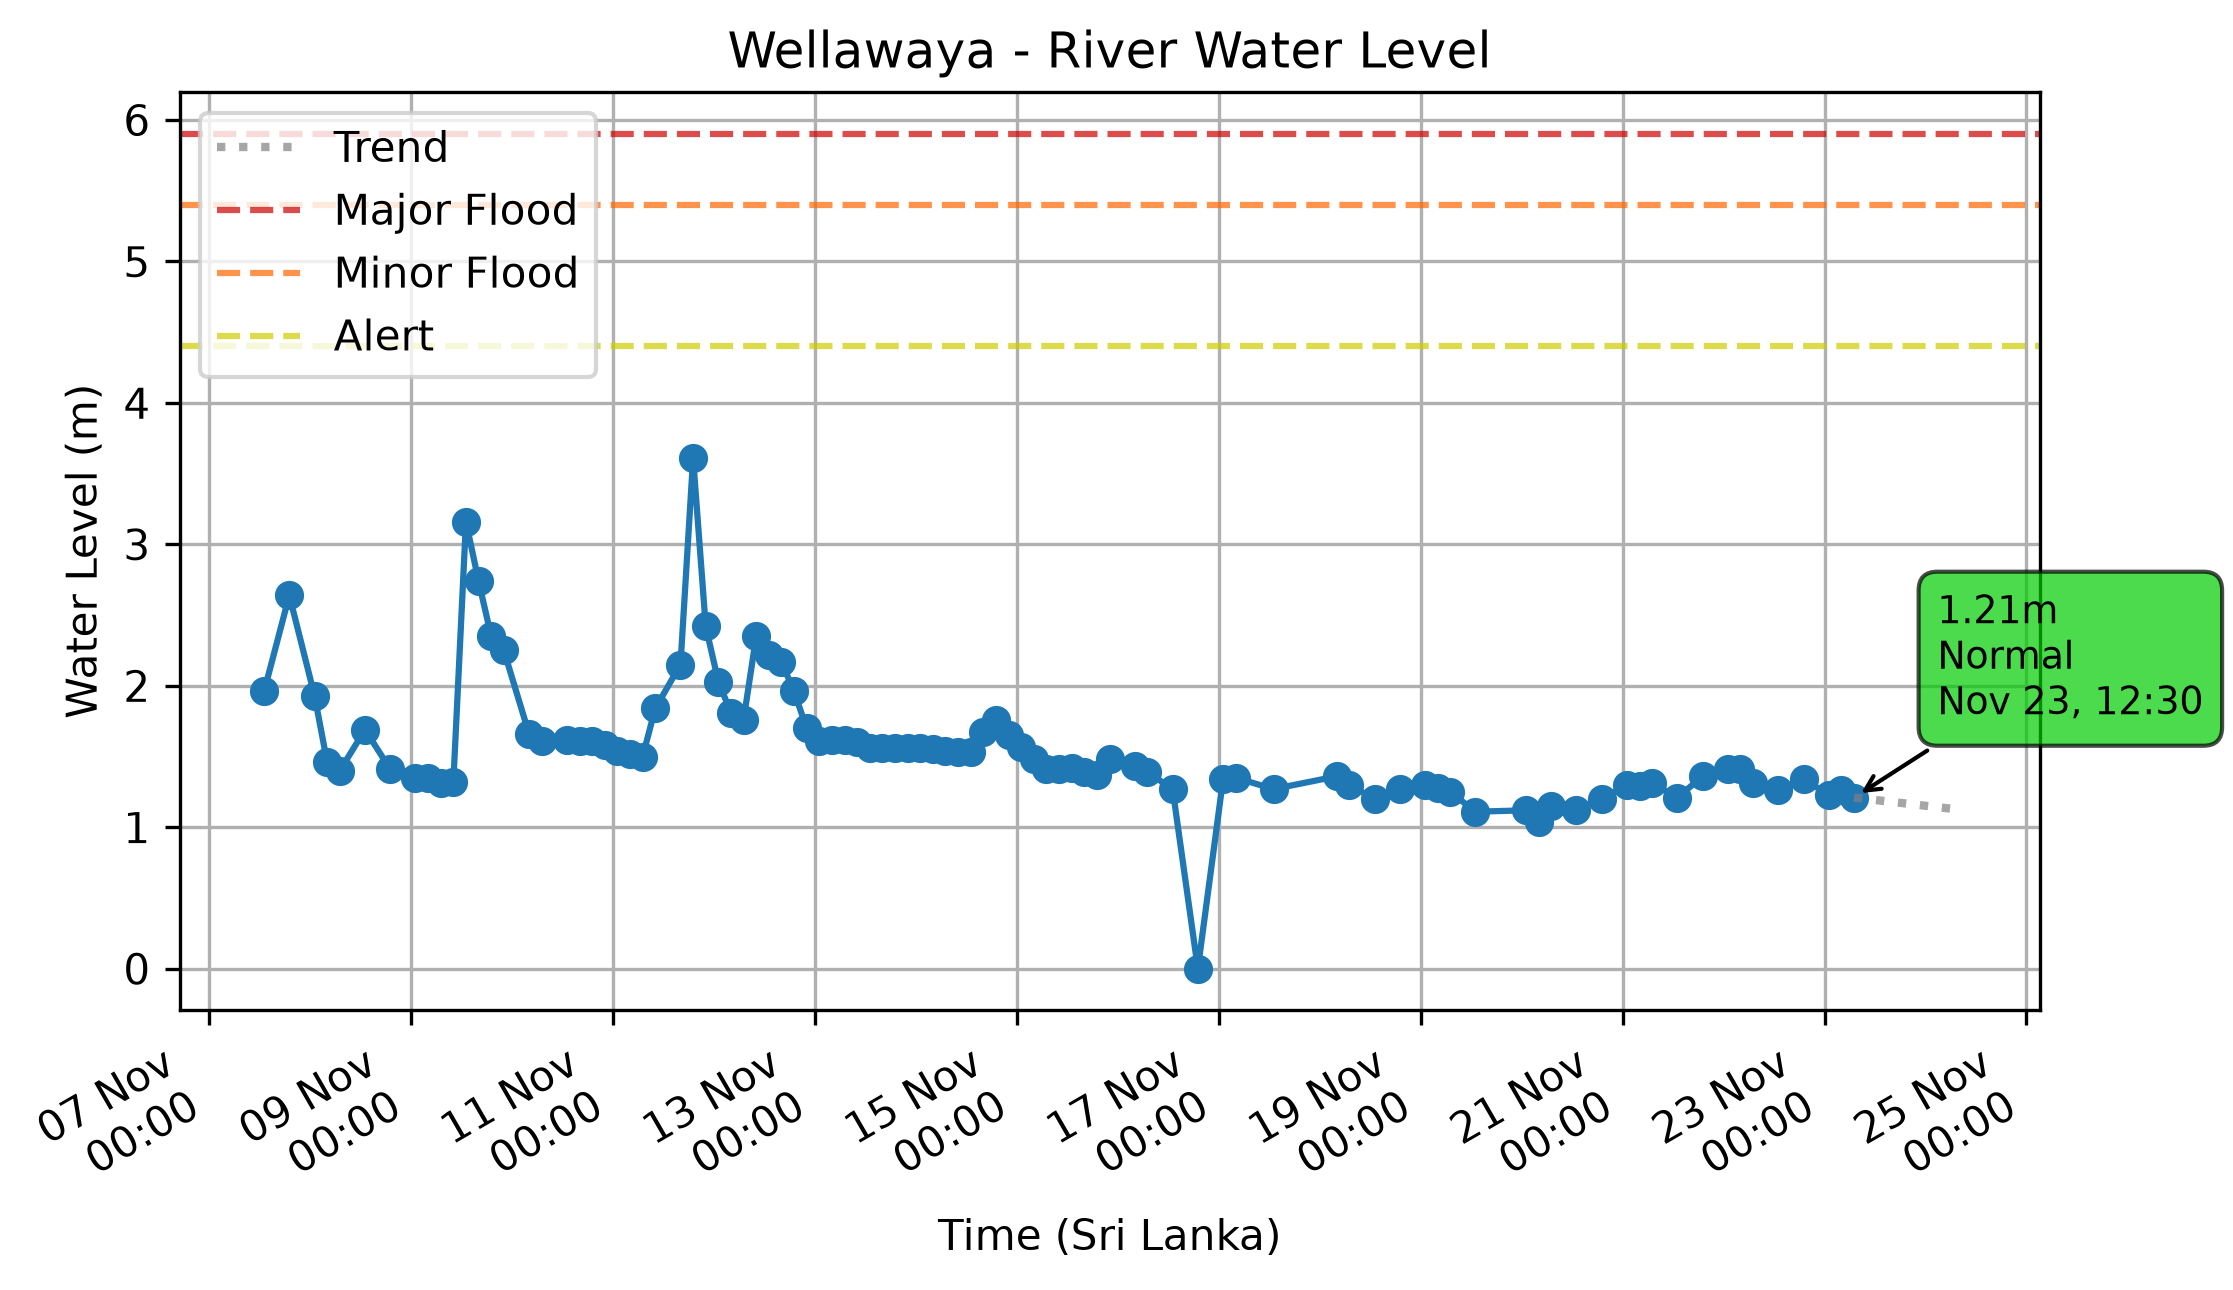 Wellawaya - River Water Level
6
5
4
3
2
1
0
Water Level (m)
Trend
Major Flood
Minor Flood
Alert
1.21m
Normal
Nov 23, 12:30
07 Nov
00:00
09 Nov
00:00
11 Nov
00:00
13 Nov
00:00
15 Nov
00:00
17 Nov
00:00
19 Nov
00:00
21 Nov
00:00
23 Nov
00:00
25 Nov
00:00
Time (Sri Lanka)